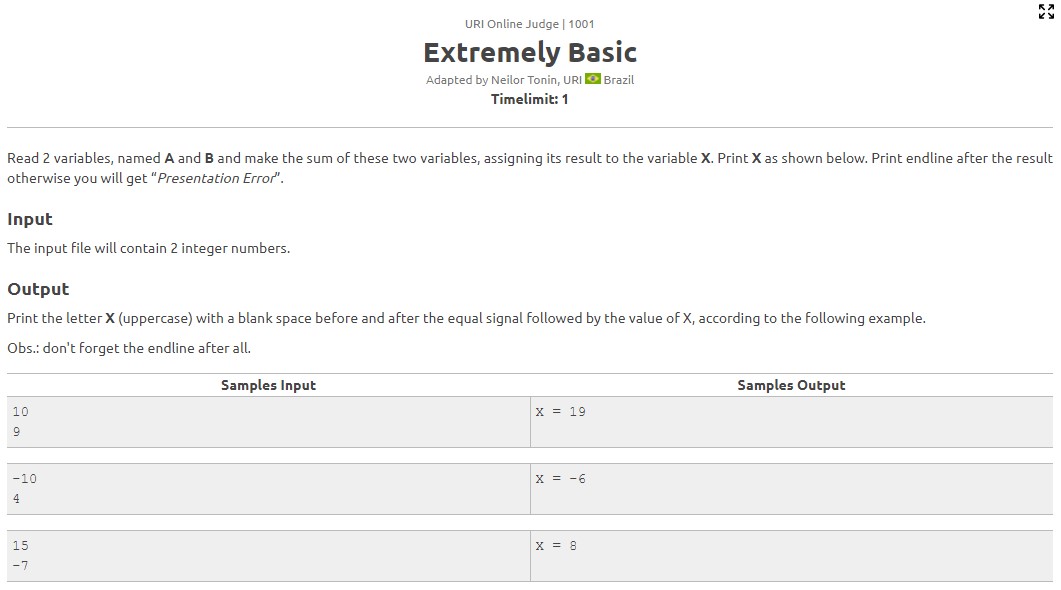 URI Online Judge | 1001
Extremely Basic
Adapted by Neilor Tonin, URI Brazil
Timelimit: 1
Read 2 variables, named A and B and make the sum of these two variables, assigning its result to the variable X. Print X as shown below. Print endline after the result
otherwise you will get “Presentation Error”.
Input
The input file will contain 2 integer numbers.
Output
Print the letter X (uppercase) with a blank space before and after the equal signal followed by the value of X, according to the following example.
Obs.: don't forget the endline after all.
Samples Input Samples Output
10 X = 19
9
-10 X = -6
4
15 X = 8
-7